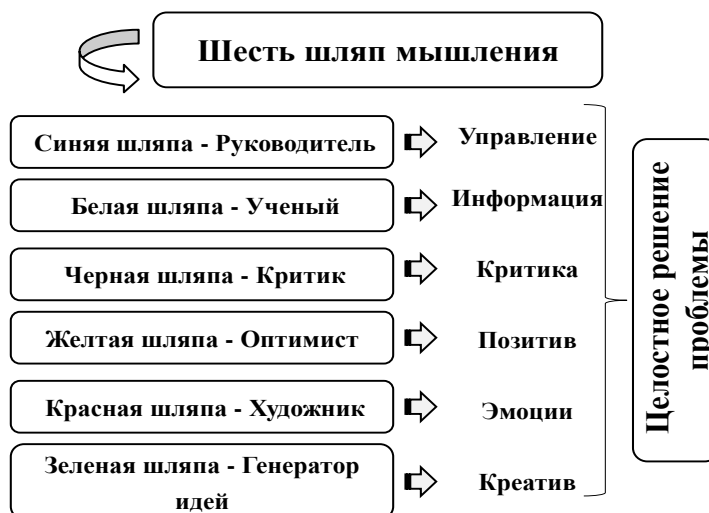 Шесть шляп мышления
Синяя шляпа - Руководитель
Управление
Белая шляпа - Ученый
Информация
Черная шляпа - Критик
Критика
Желтая шляпа - Оптимист
Позитив
Красная шляпа - Художник
Эмоции
Зеленая шляпа - Генератор
идей
Креатив
Целостное решение
проблемы